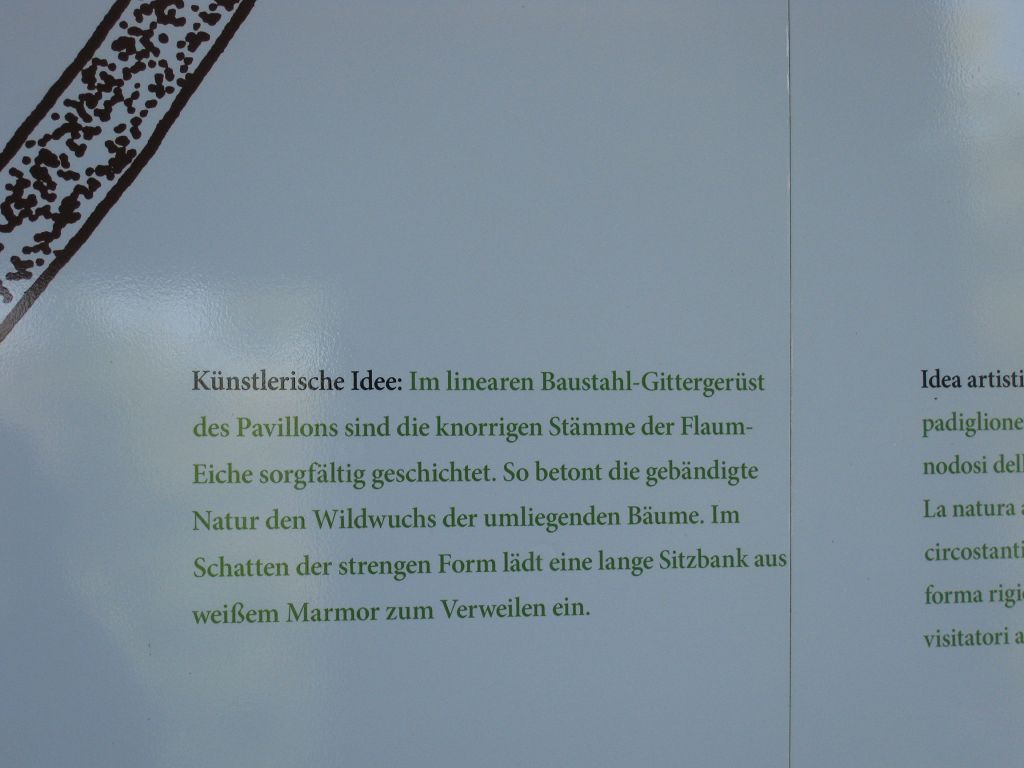 Künstlerische Idee: Im linearen Baustahl-Gittergerüst
des Pavillons sind die knorrigen Stämme der Flaum-
Eiche sorgfältig geschichtet. So betont die gebändigte
Natur den Wildwuchs der umliegenden Bäume. Im
Schatten der strengen Form lädt eine lange Sitzbank aus
weißem Marmor zum Verweilen ein.
Idea artisti
padiglione
nodosi dell
La natura a
circostanti
forma rigi
visitatori a